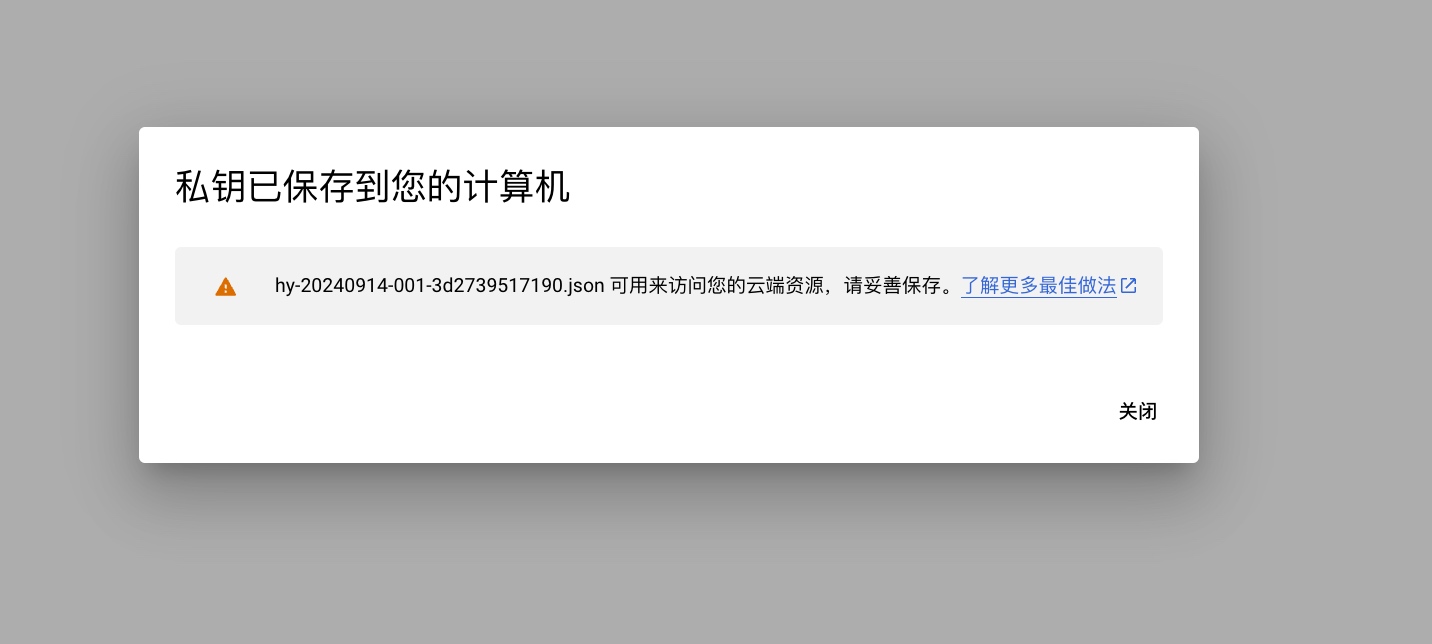 私钥已保存到您的计算机
hy-20240914-001-3d2739517190.json 可用来访问您的云端资源，请妥善保存。了解更多最佳做法
关闭